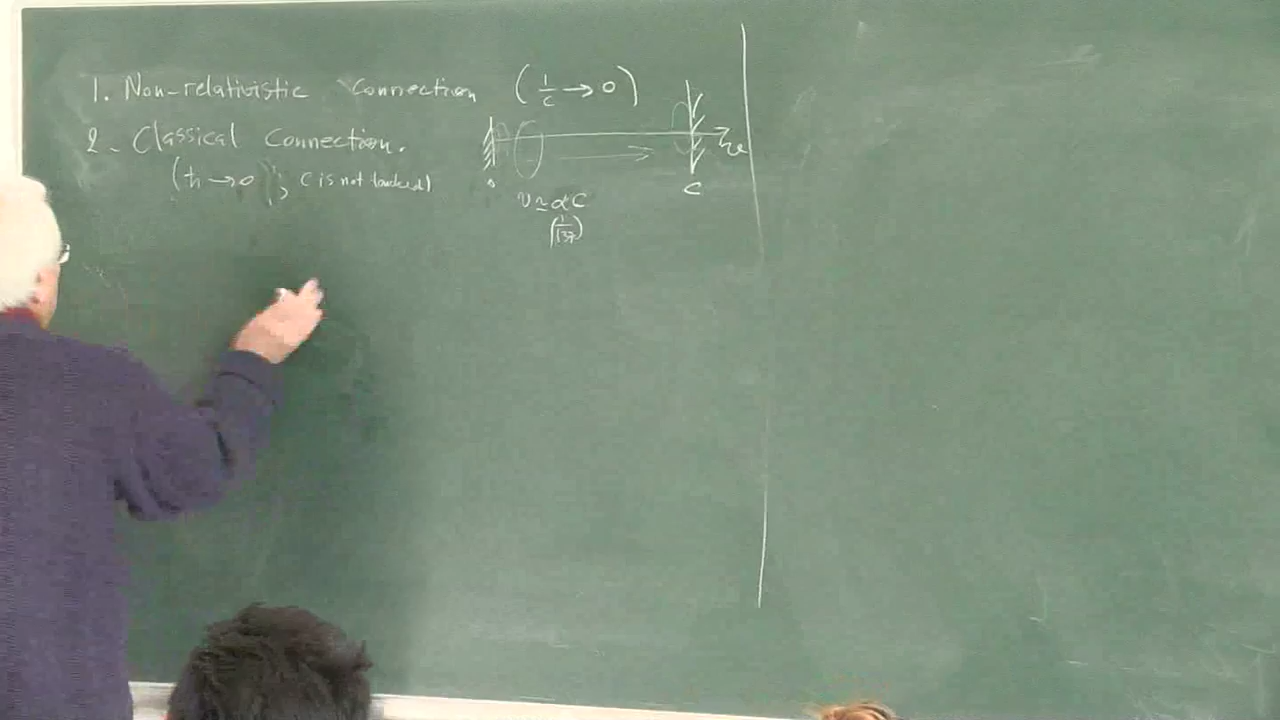 1. Non-relativistic Connection (1/c → 0)
2. Classical Connection.
(ħ → 0 ; c is not touched)
0
c
v ≃ αc
(1/137)